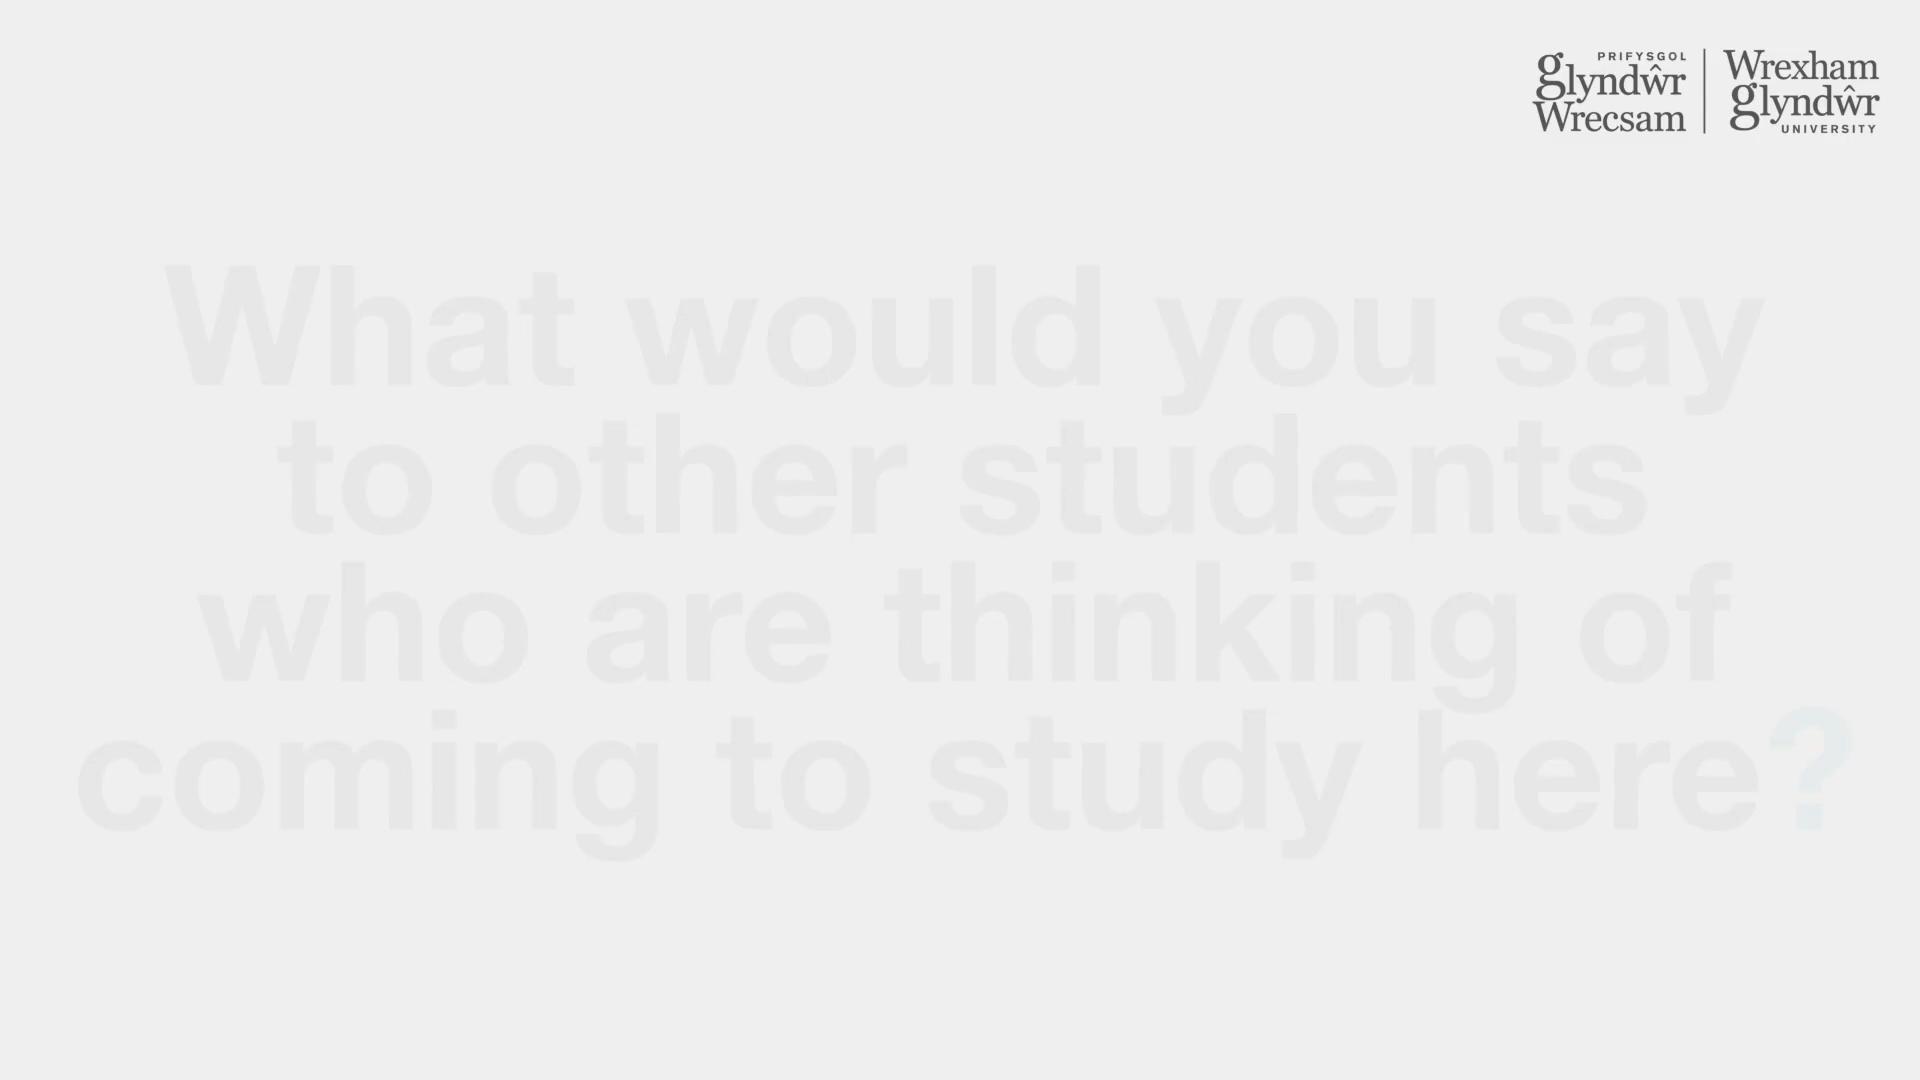 PRIFYSGOL
glyndŵr
Wrecsam
Wrexham
glyndŵr
UNIVERSITY
What would you say
to other students
who are thinking of
coming to study here?